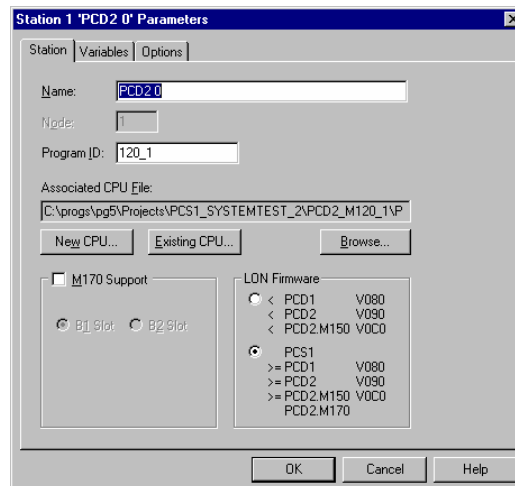 Station 1 'PCD2 0' Parameters
Station Variables Options
Name: PCD2 0
Node: 1
Program ID: 120_1
Associated CPU File:
C:\progs\pg5\Projects\PCS1_SYSTEMTEST_2\PCD2_M120_1\P
New CPU... Existing CPU... Browse...
M170 Support
B1 Slot B2 Slot
LON Firmware
< PCD1 V080
< PCD2 V090
< PCD2.M150 V0C0
PCS1
>= PCD1 V080
>= PCD2 V090
>= PCD2.M150 V0C0
PCD2.M170
OK Cancel Help